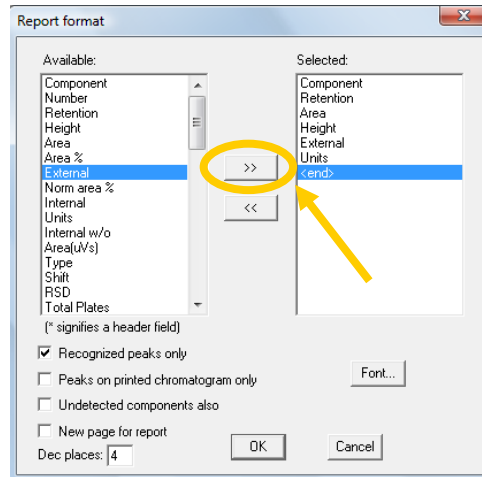 Report format
X
Available:
Component
Number
Retention
Height
Area
Area %
External
Norm area %
Internal
Units
Internal w/o
Area(uVs)
Type
Shift
RSD
Total Plates
(* signifies a header field)
>>
<<
Selected:
Component
Retention
Area
Height
External
Units
<end>
Recognized peaks only
Peaks on printed chromatogram only
Undetected components also
New page for report
Dec places: 4
Font...
OK
Cancel